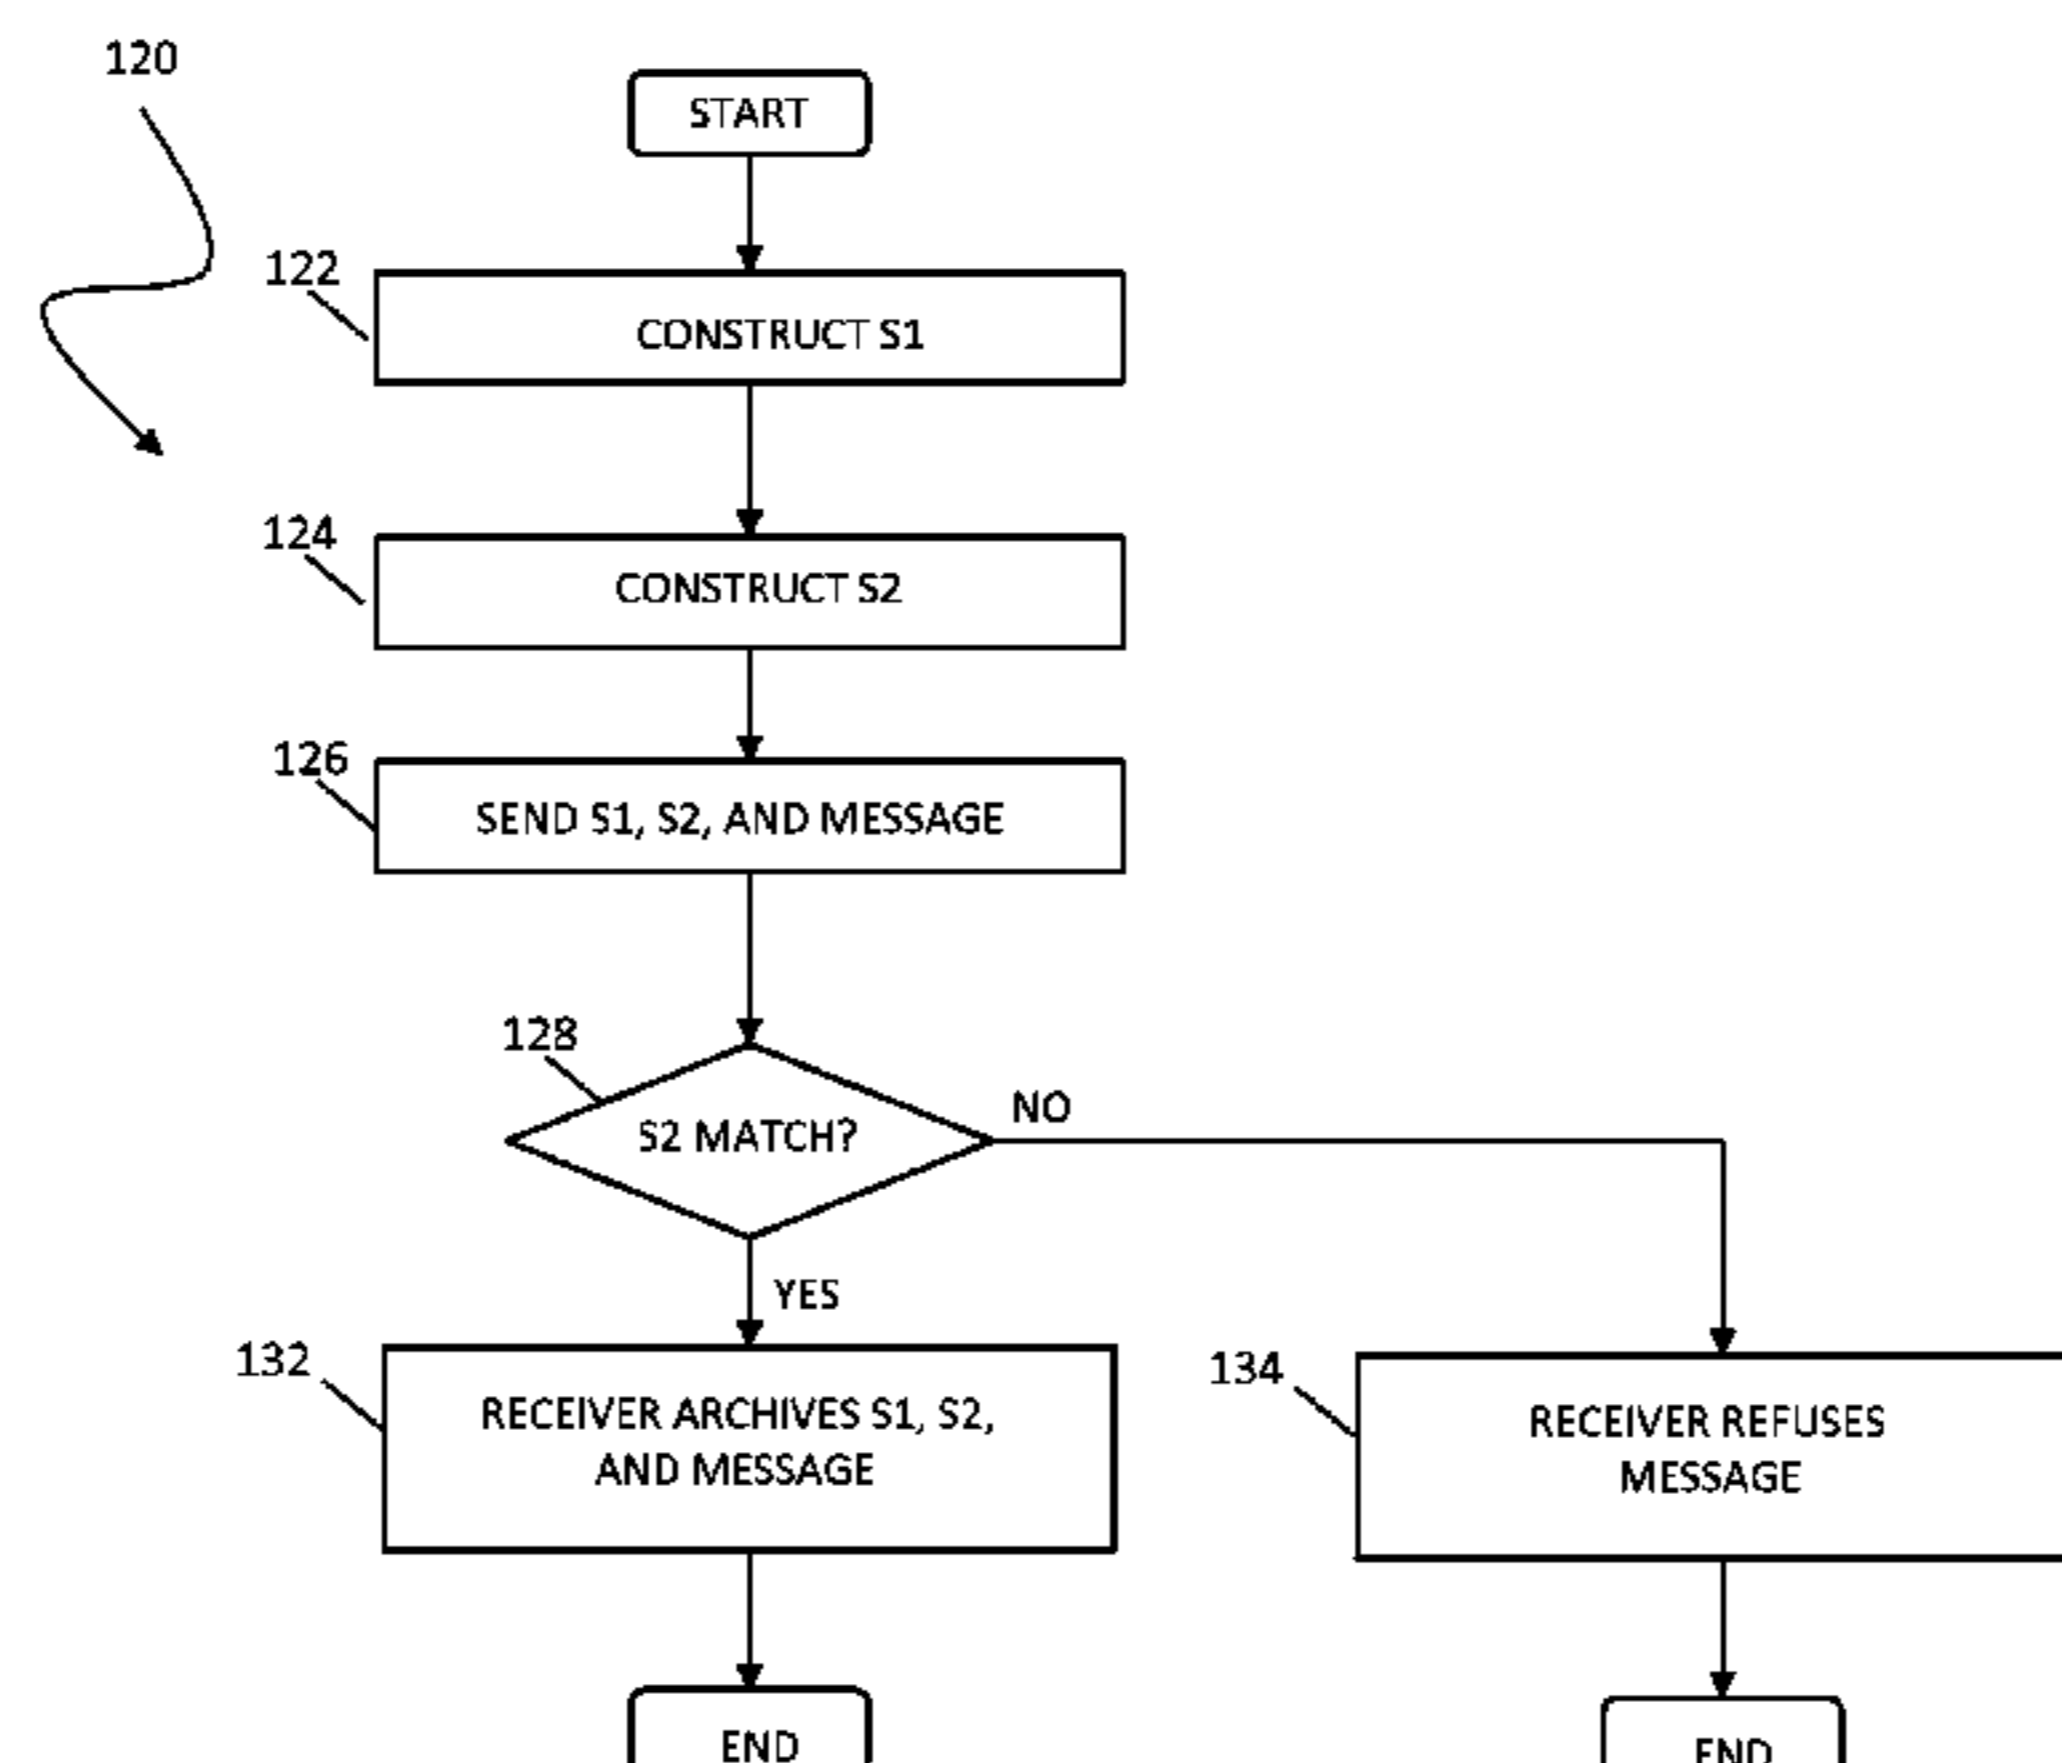 120
START
122
CONSTRUCT S1
124
CONSTRUCT S2
126
SEND S1, S2, AND MESSAGE
128
S2 MATCH?
NO
YES
132
RECEIVER ARCHIVES S1, S2,
AND MESSAGE
134
RECEIVER REFUSES
MESSAGE
END
END